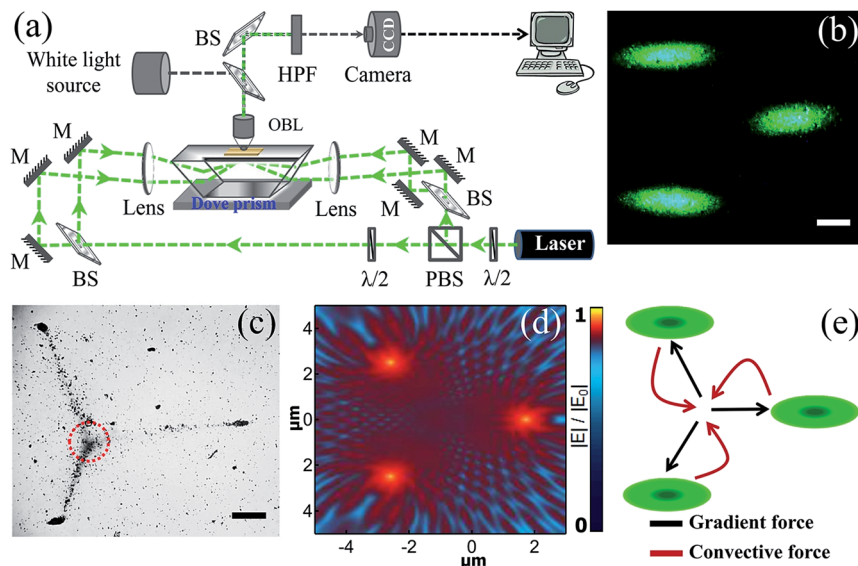 (a)
BS
CCD
White light
source
HPF
Camera
OBL
M
M
M
M
BS
Lens
Dove prism
Lens
M
M
BS
λ/2
PBS
λ/2
Laser
(b)
(c)
(d)
1
|E| / |E₀|
0
4
2
0
2
4
μm
-4
-2
0
2
μm
(e)
Gradient force
Convective force